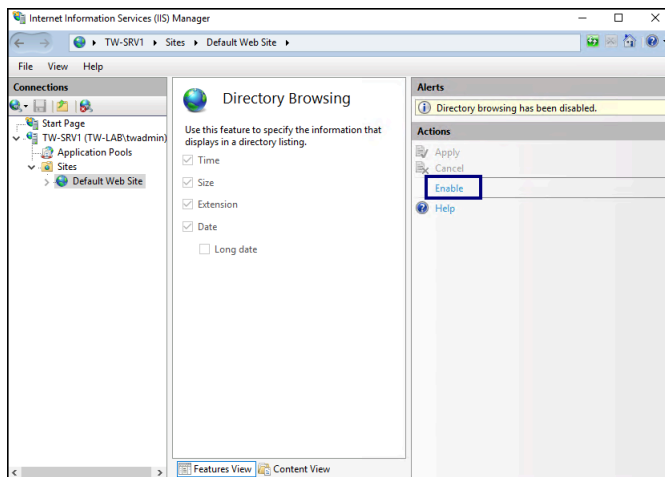 Internet Information Services (IIS) Manager
TW-SRV1 Sites Default Web Site
File View Help
Connections
Start Page
TW-SRV1 (TW-LAB\twadmin)
Application Pools
Sites
Default Web Site
Directory Browsing
Use this feature to specify the information that
displays in a directory listing.
Time
Size
Extension
Date
Long date
Features View Content View
Alerts
Directory browsing has been disabled.
Actions
Apply
Cancel
Enable
Help